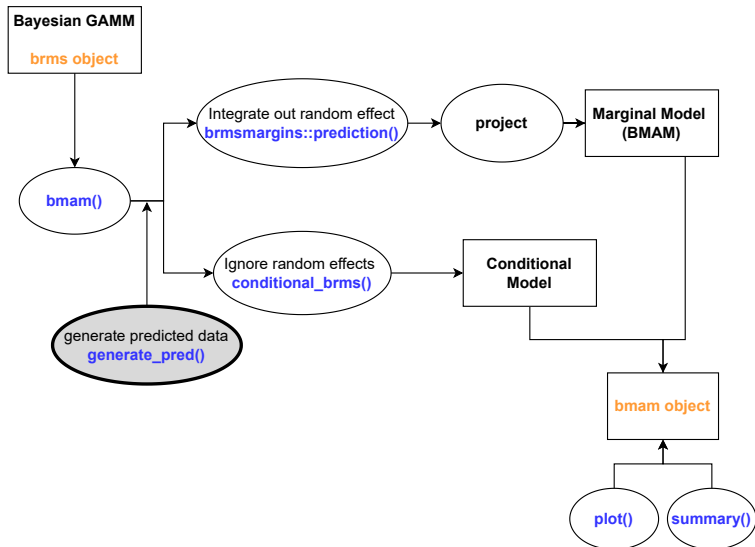 Bayesian GAMM
brms object
Integrate out random effect
brmsmargins::prediction()
project
Marginal Model
(BMAM)
bmam()
Ignore random effects
conditional_brms()
Conditional
Model
generate predicted data
generate_pred()
bmam object
plot()
summary()